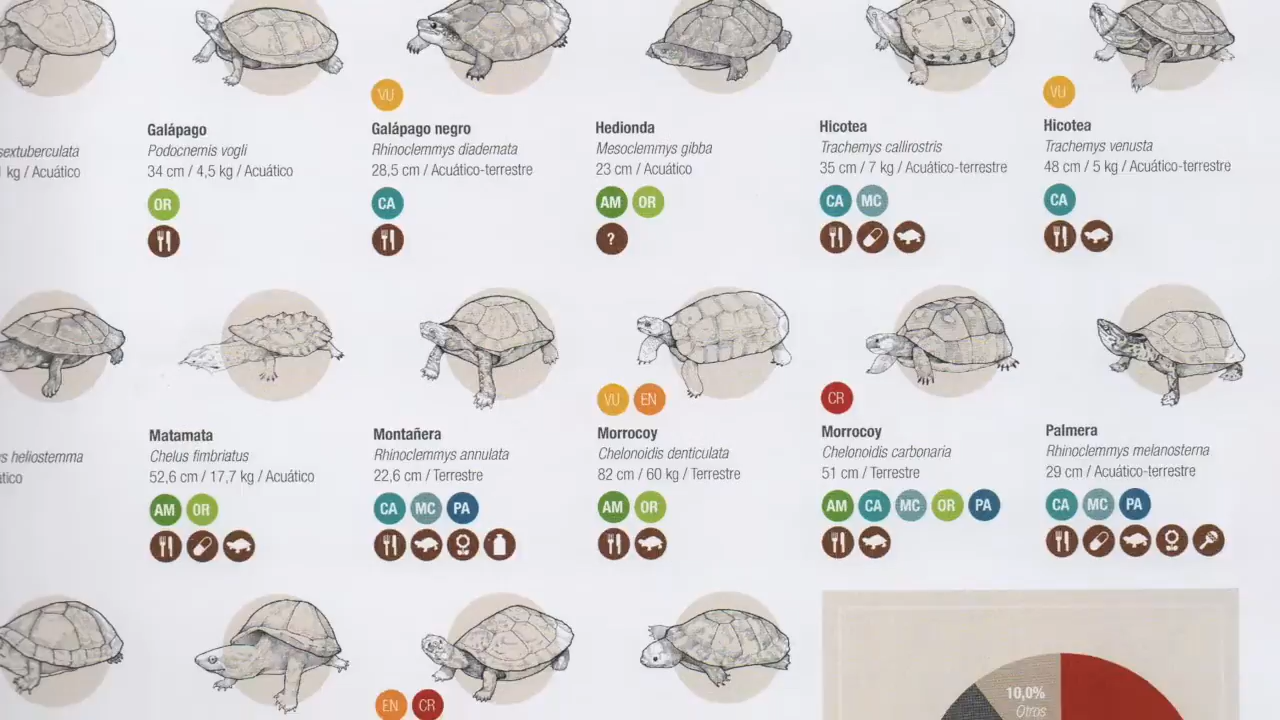 VU
VU
sextuberculata
kg / Acuático
Galápago
Podocnemis vogli
34 cm / 4,5 kg / Acuático
OR
Galápago negro
Rhinoclemmys diademata
28,5 cm / Acuático-terrestre
CA
Hedionda
Mesoclemmys gibba
23 cm / Acuático
AM OR
?
Hicotea
Trachemys callirostris
35 cm / 7 kg / Acuático-terrestre
CA MC
Hicotea
Trachemys venusta
48 cm / 5 kg / Acuático-terrestre
CA
heliostemma
Matamata
Chelus fimbriatus
52,6 cm / 17,7 kg / Acuático
AM OR
Montañera
Rhinoclemmys annulata
22,6 cm / Terrestre
CA MC PA
VU EN
Morrocoy
Chelonoidis denticulata
82 cm / 60 kg / Terrestre
AM OR
CR
Morrocoy
Chelonoidis carbonaria
51 cm / Terrestre
AM CA MC OR PA
Palmera
Rhinoclemmys melanosterna
29 cm / Acuático-terrestre
CA MC PA
EN CR
10,0%
Otros